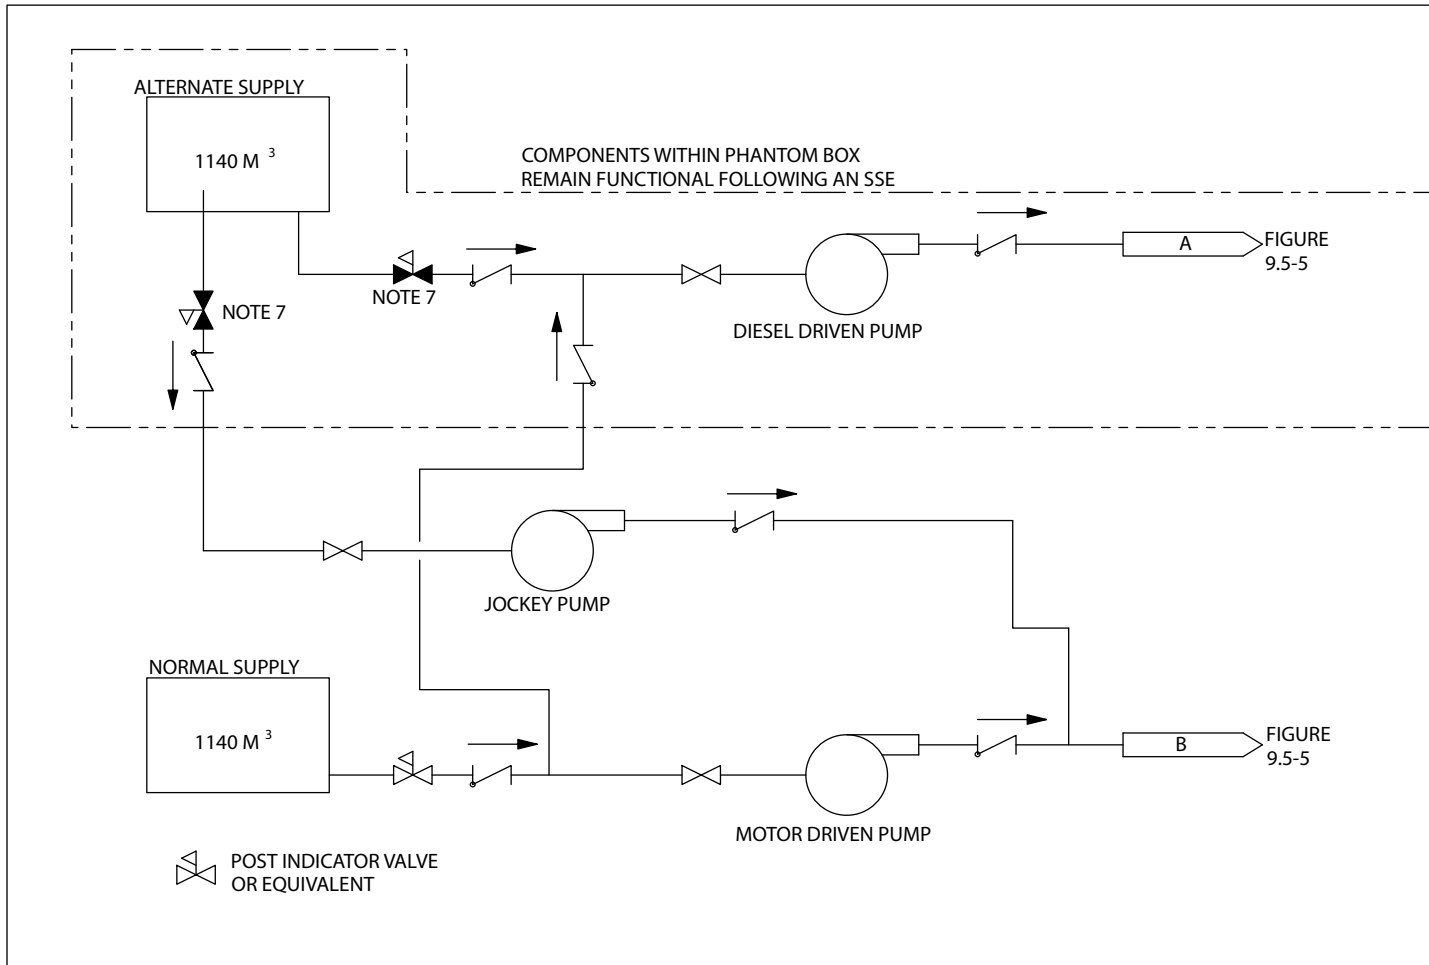 ALTERNATE SUPPLY
1140 M 3
COMPONENTS WITHIN PHANTOM BOX
REMAIN FUNCTIONAL FOLLOWING AN SSE
A
FIGURE
9.5-5
NOTE 7
NOTE 7
DIESEL DRIVEN PUMP
JOCKEY PUMP
NORMAL SUPPLY
1140 M 3
B
FIGURE
9.5-5
MOTOR DRIVEN PUMP
POST INDICATOR VALVE
OR EQUIVALENT